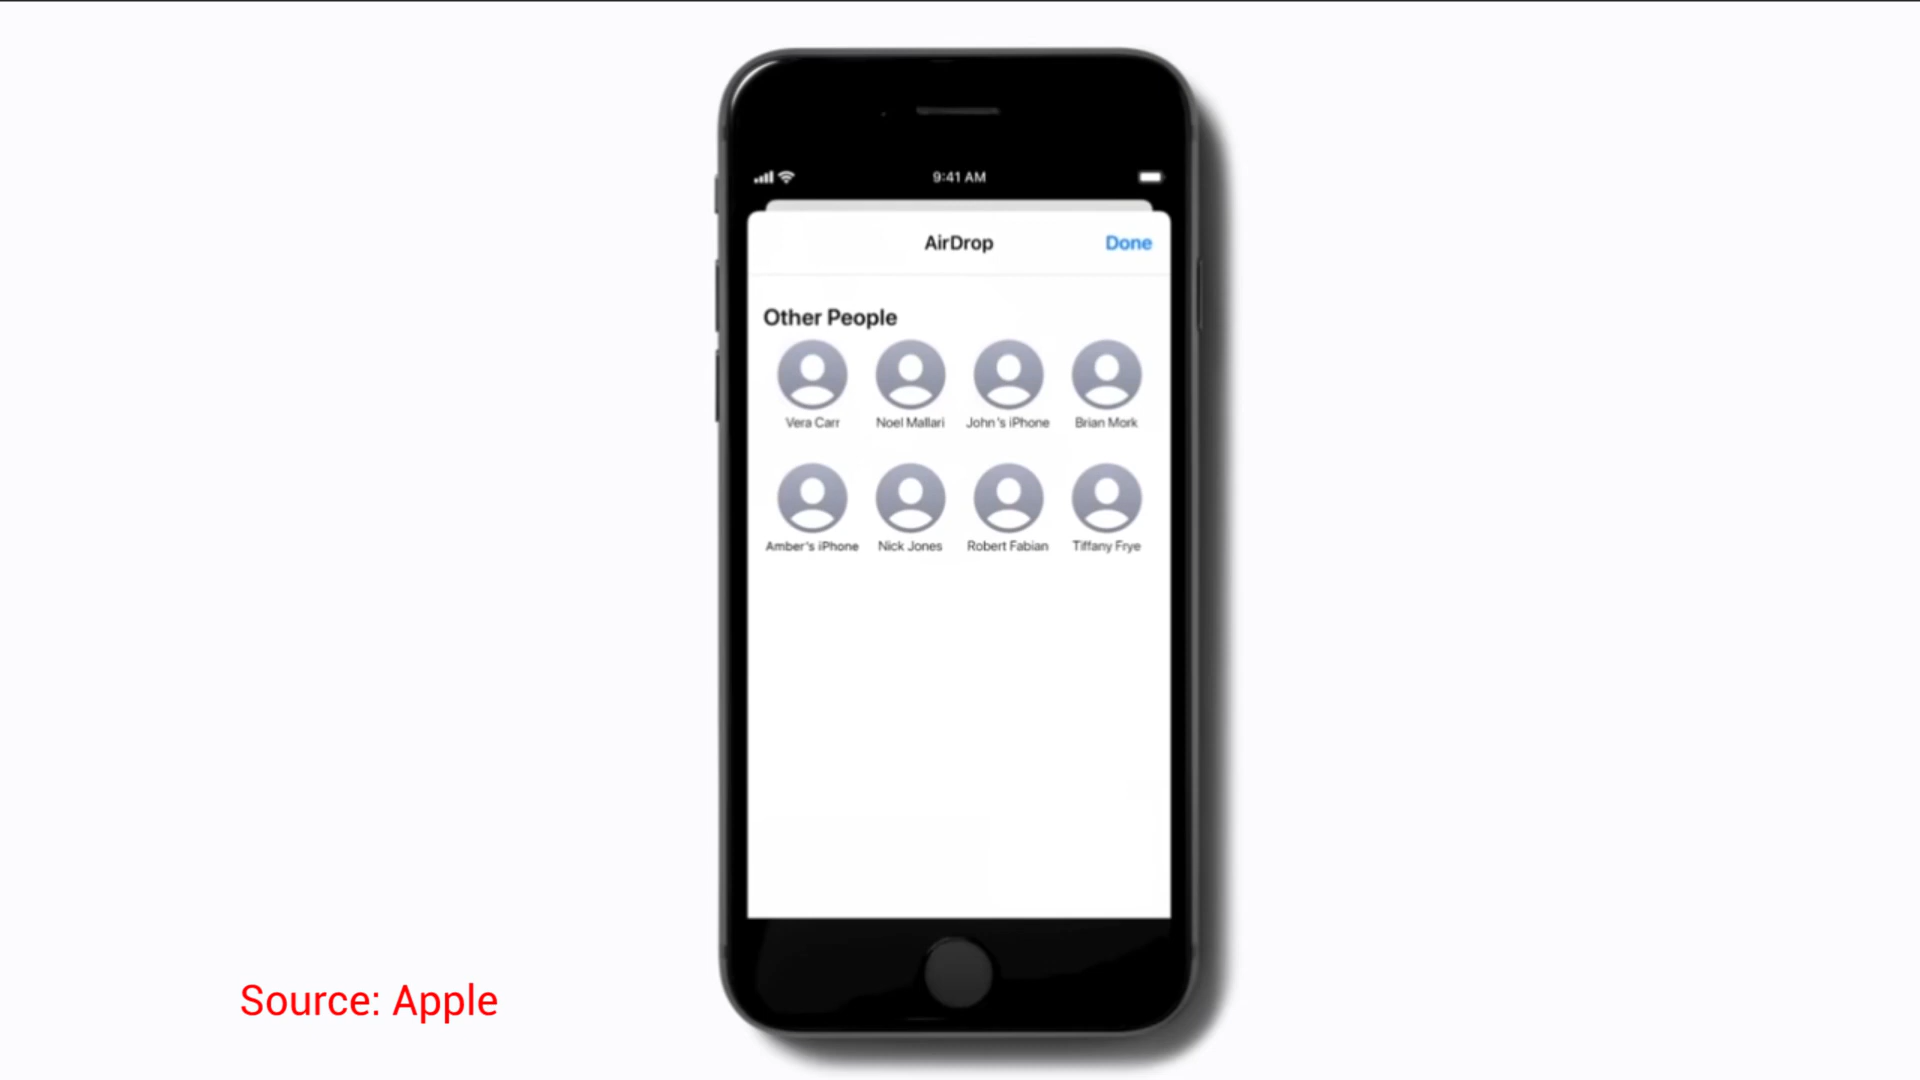 9:41 AM
AirDrop
Done
Other People
Vera Carr
Noel Mallari
John's iPhone
Brian Mork
Amber's iPhone
Nick Jones
Robert Fabian
Tiffany Frye
Source: Apple